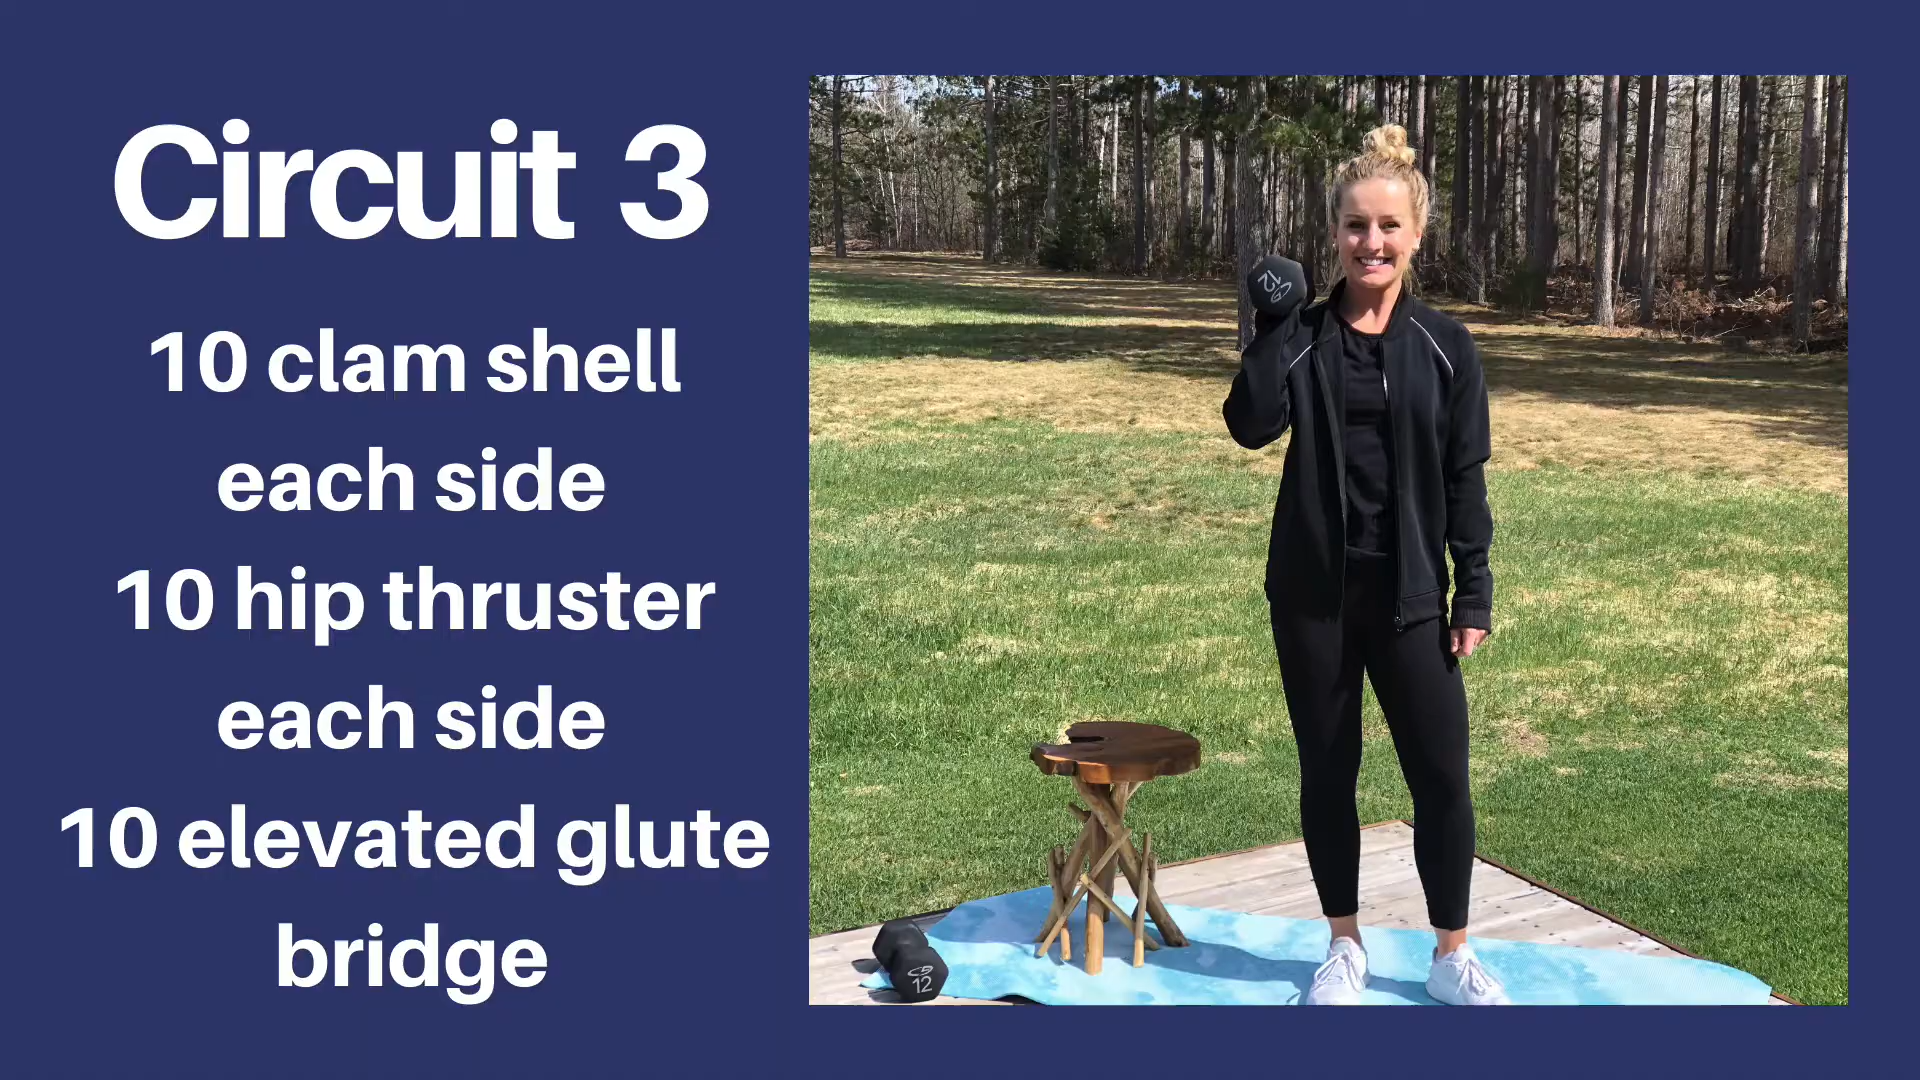 Circuit 3
10 clam shell
each side
10 hip thruster
each side
10 elevated glute
bridge
12
12